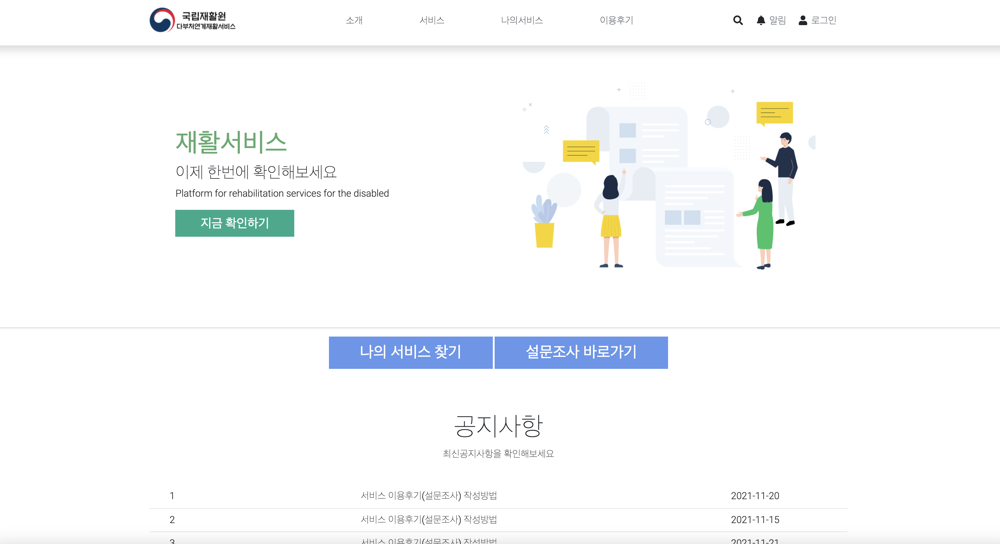 국립재활원
다부처연계재활서비스
소개
서비스
나의서비스
이용후기
알림
로그인
재활서비스
이제 한번에 확인해보세요
Platform for rehabilitation services for the disabled
지금 확인하기
나의 서비스 찾기
설문조사 바로가기
공지사항
최신공지사항을 확인해보세요
1 서비스 이용후기(설문조사) 작성방법 2021-11-20
2 서비스 이용후기(설문조사) 작성방법 2021-11-15
3 서비스 이용후기(설문조사) 작성방법 2021-11-21